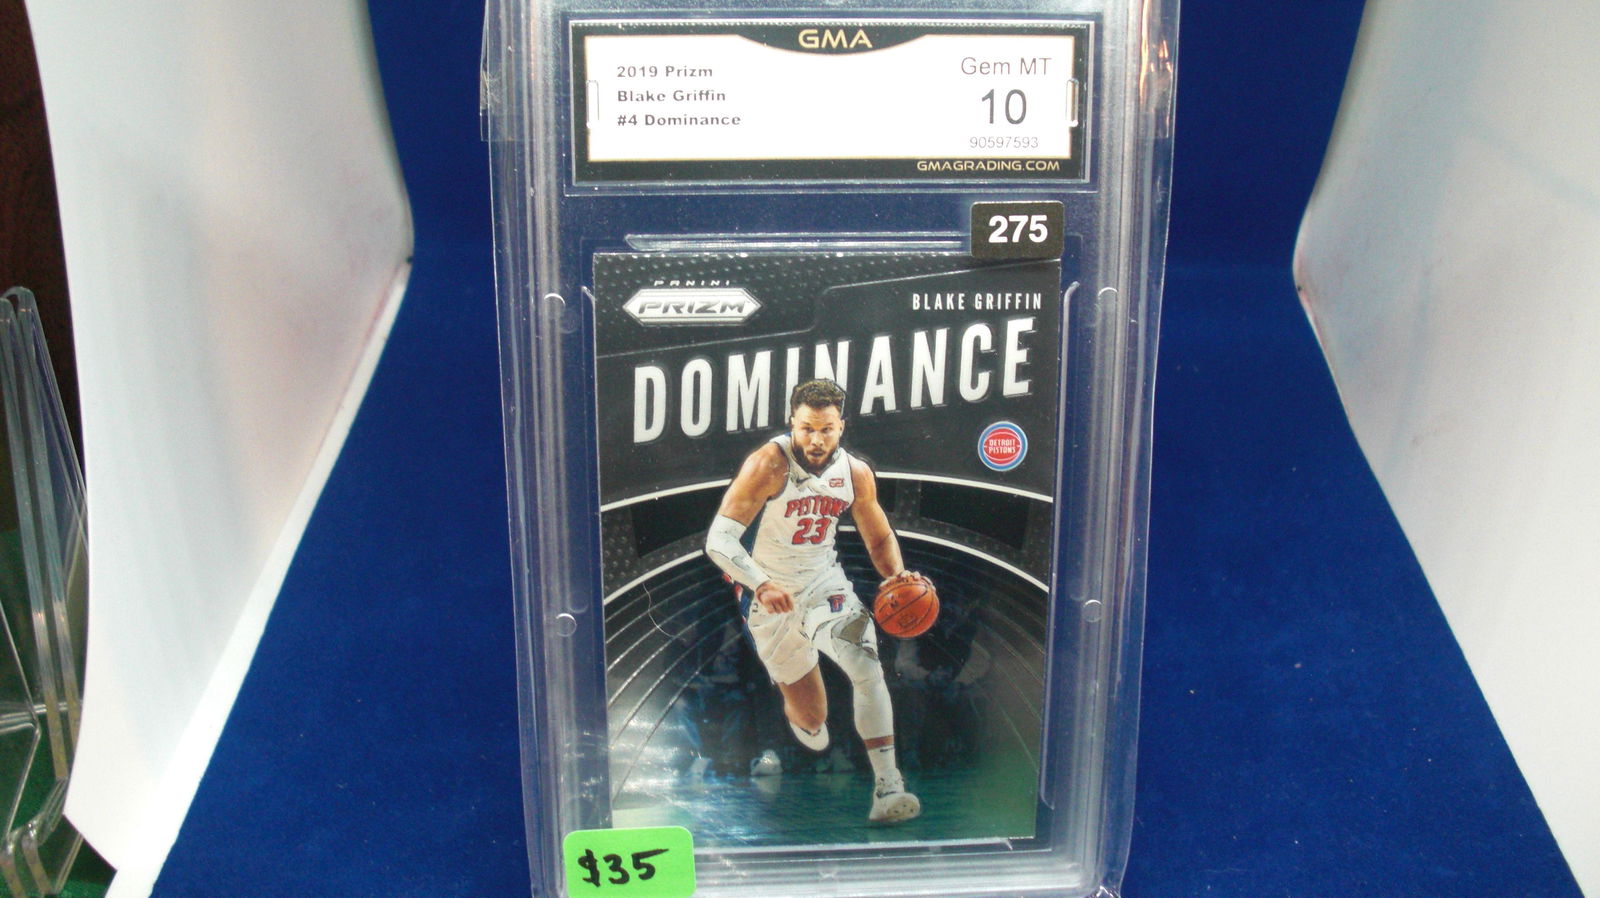 GMA
2019 Prizm
Blake Griffin
#4 Dominance
Gem MT
10
90597593
GMAGRADING.COM
275
PANINI
PRIZM
BLAKE GRIFFIN
DOMINANCE
DETROIT
PISTONS
PISTONS
23
$35